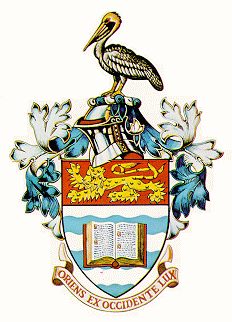 ORIENS EX OCCIDENTE LUX